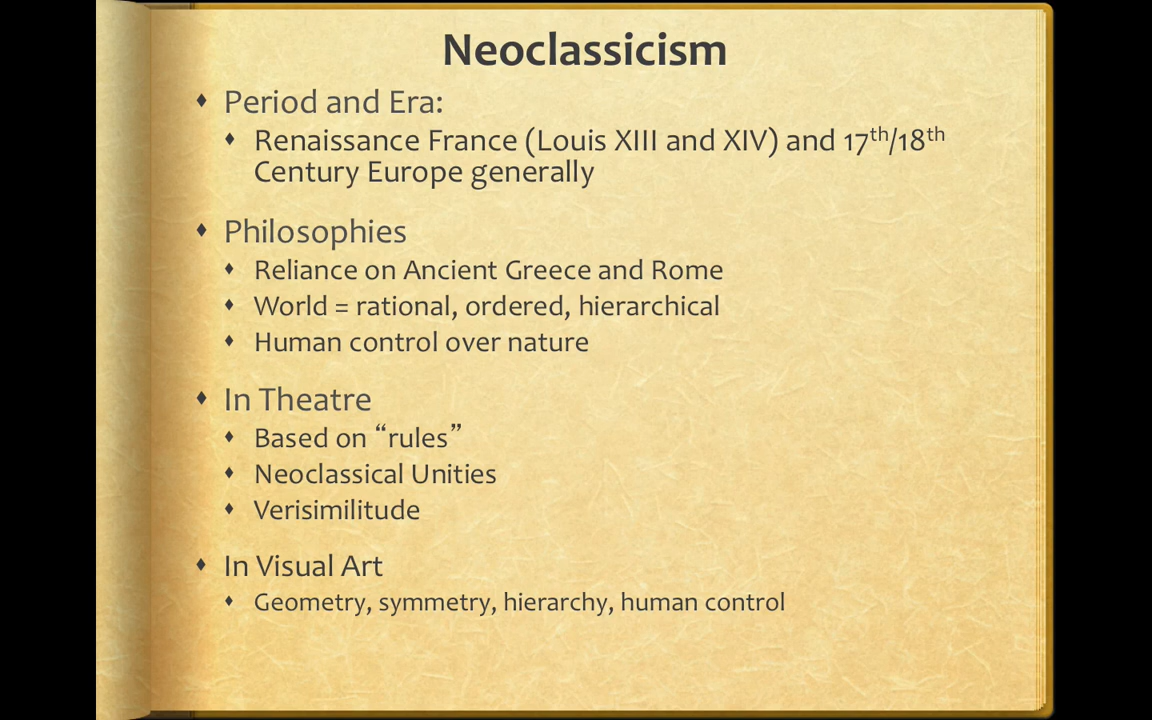 Neoclassicism
Period and Era:
Renaissance France (Louis XIII and XIV) and 17th/18th
Century Europe generally
Philosophies
Reliance on Ancient Greece and Rome
World = rational, ordered, hierarchical
Human control over nature
In Theatre
Based on “rules”
Neoclassical Unities
Verisimilitude
In Visual Art
Geometry, symmetry, hierarchy, human control